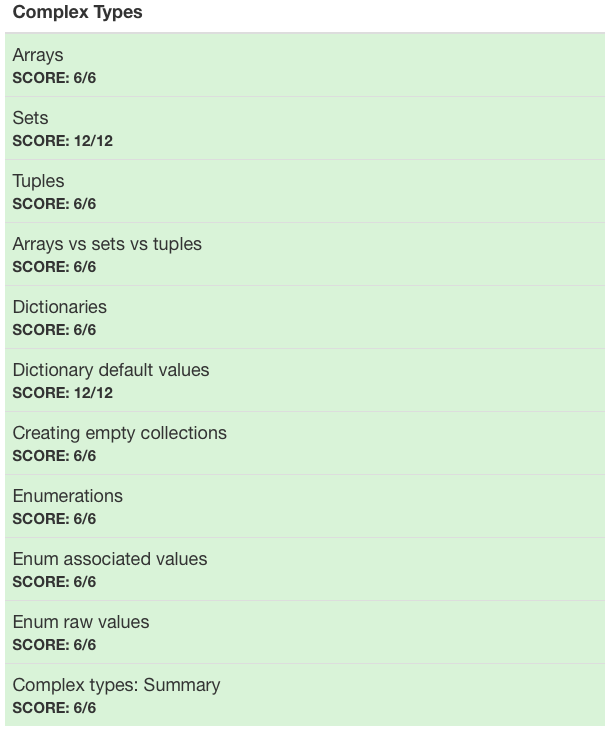 Complex Types
Arrays
SCORE: 6/6
Sets
SCORE: 12/12
Tuples
SCORE: 6/6
Arrays vs sets vs tuples
SCORE: 6/6
Dictionaries
SCORE: 6/6
Dictionary default values
SCORE: 12/12
Creating empty collections
SCORE: 6/6
Enumerations
SCORE: 6/6
Enum associated values
SCORE: 6/6
Enum raw values
SCORE: 6/6
Complex types: Summary
SCORE: 6/6